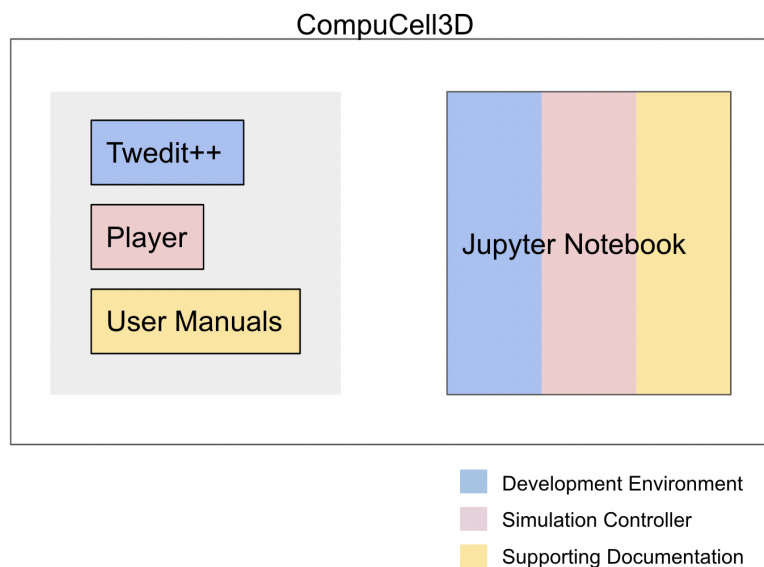 CompuCell3D
Twedit++
Player
User Manuals
Jupyter Notebook
Development Environment
Simulation Controller
Supporting Documentation